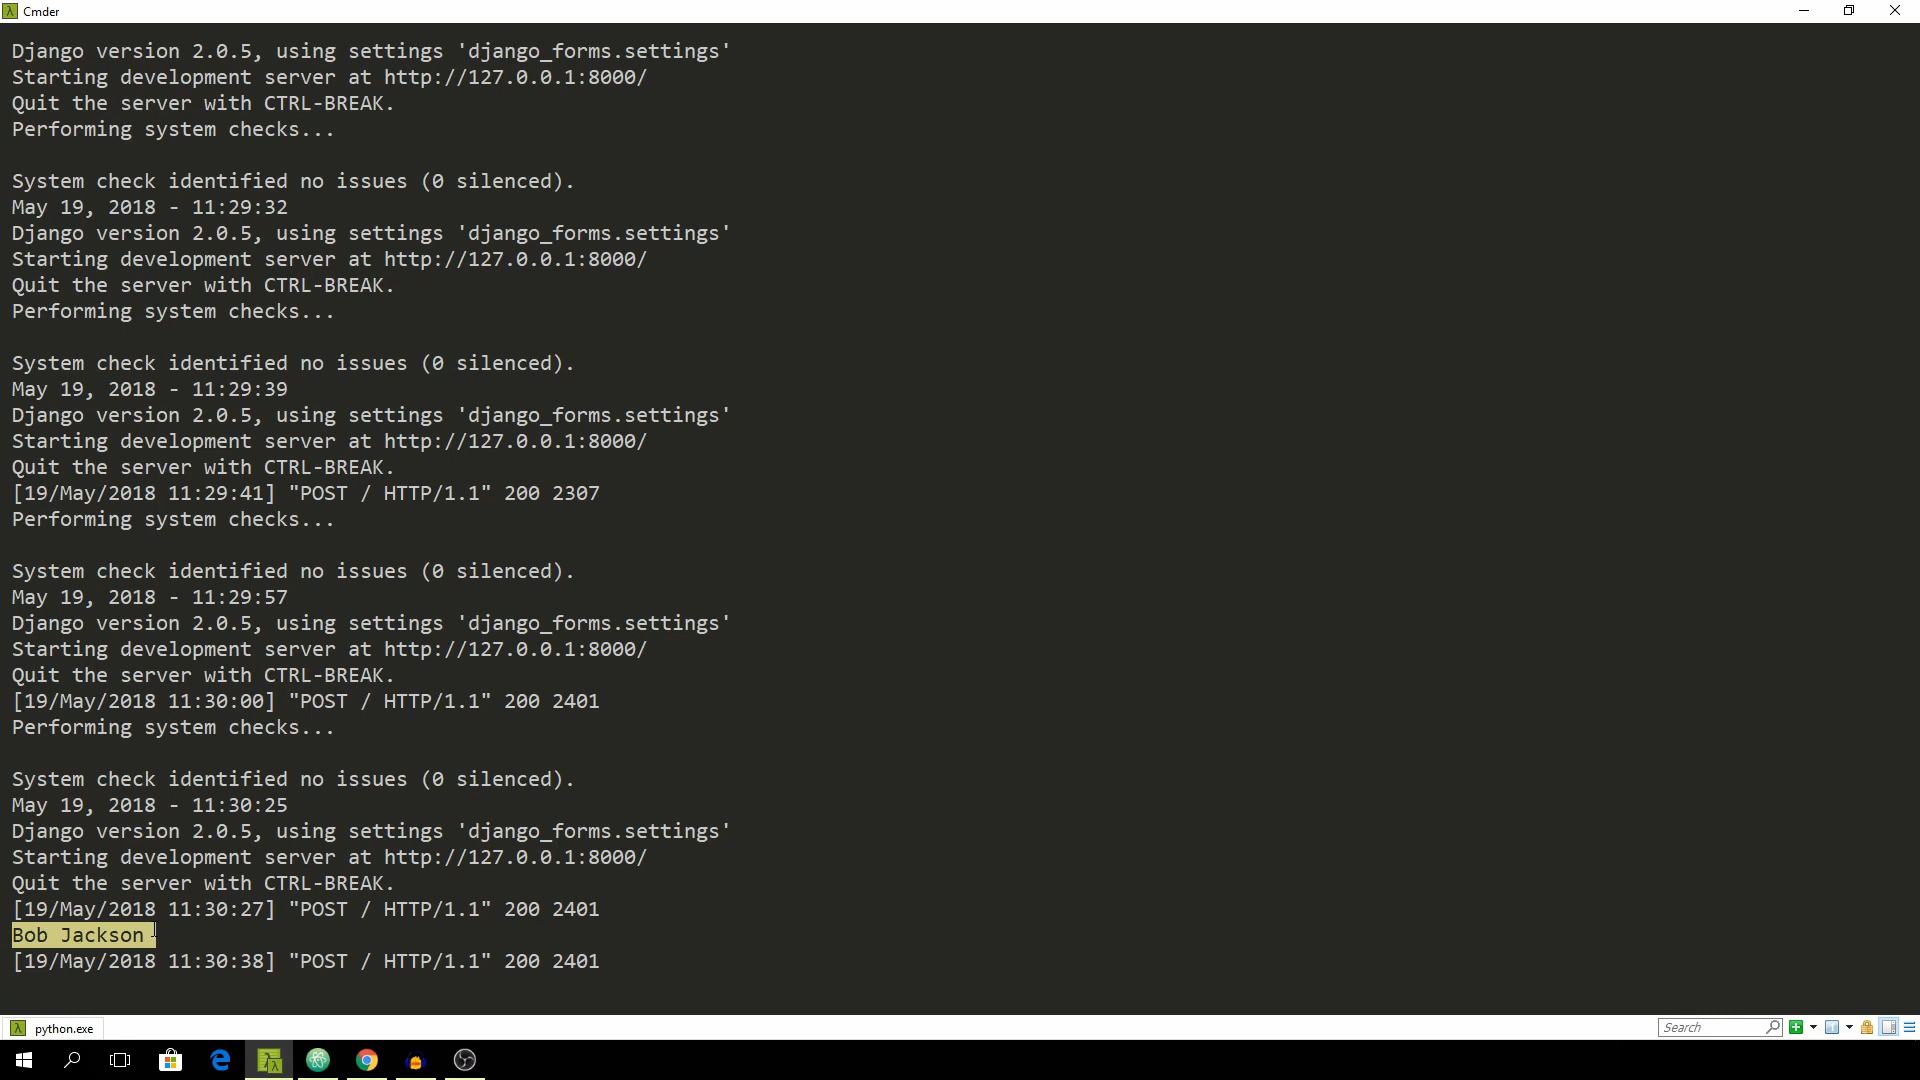 Cmder
Django version 2.0.5, using settings 'django_forms.settings'
Starting development server at http://127.0.0.1:8000/
Quit the server with CTRL-BREAK.
Performing system checks...
System check identified no issues (0 silenced).
May 19, 2018 - 11:29:32
Django version 2.0.5, using settings 'django_forms.settings'
Starting development server at http://127.0.0.1:8000/
Quit the server with CTRL-BREAK.
Performing system checks...
System check identified no issues (0 silenced).
May 19, 2018 - 11:29:39
Django version 2.0.5, using settings 'django_forms.settings'
Starting development server at http://127.0.0.1:8000/
Quit the server with CTRL-BREAK.
[19/May/2018 11:29:41] "POST / HTTP/1.1" 200 2307
Performing system checks...
System check identified no issues (0 silenced).
May 19, 2018 - 11:29:57
Django version 2.0.5, using settings 'django_forms.settings'
Starting development server at http://127.0.0.1:8000/
Quit the server with CTRL-BREAK.
[19/May/2018 11:30:00] "POST / HTTP/1.1" 200 2401
Performing system checks...
System check identified no issues (0 silenced).
May 19, 2018 - 11:30:25
Django version 2.0.5, using settings 'django_forms.settings'
Starting development server at http://127.0.0.1:8000/
Quit the server with CTRL-BREAK.
[19/May/2018 11:30:27] "POST / HTTP/1.1" 200 2401
Bob Jackson
[19/May/2018 11:30:38] "POST / HTTP/1.1" 200 2401
python.exe
Search